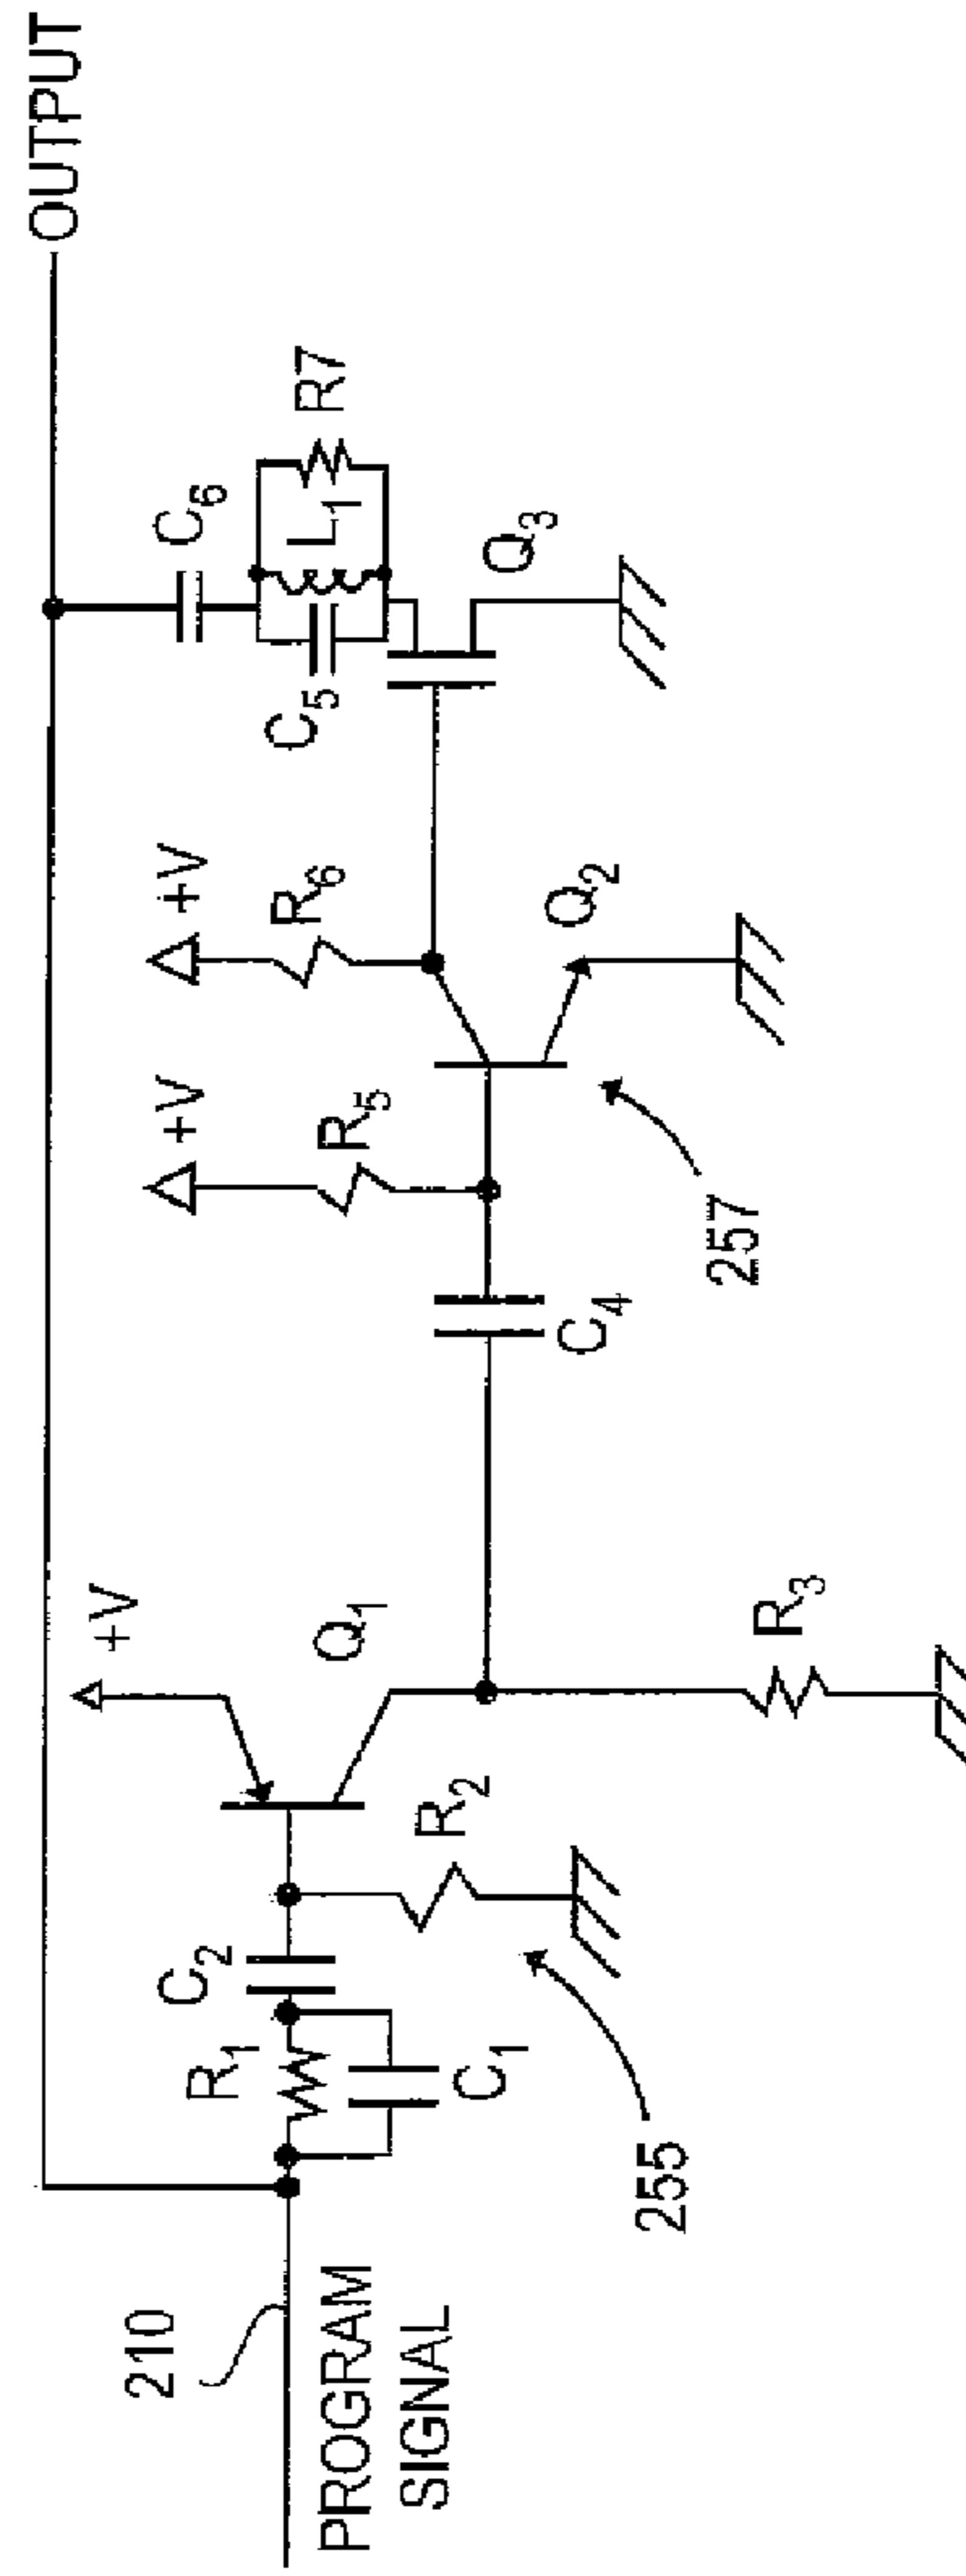 OUTPUT
+V
+V
+V
C6
R7
L1
C5
Q3
R6
R5
Q2
257
C4
Q1
R3
R2
C2
R1
C1
255
210
PROGRAM
SIGNAL